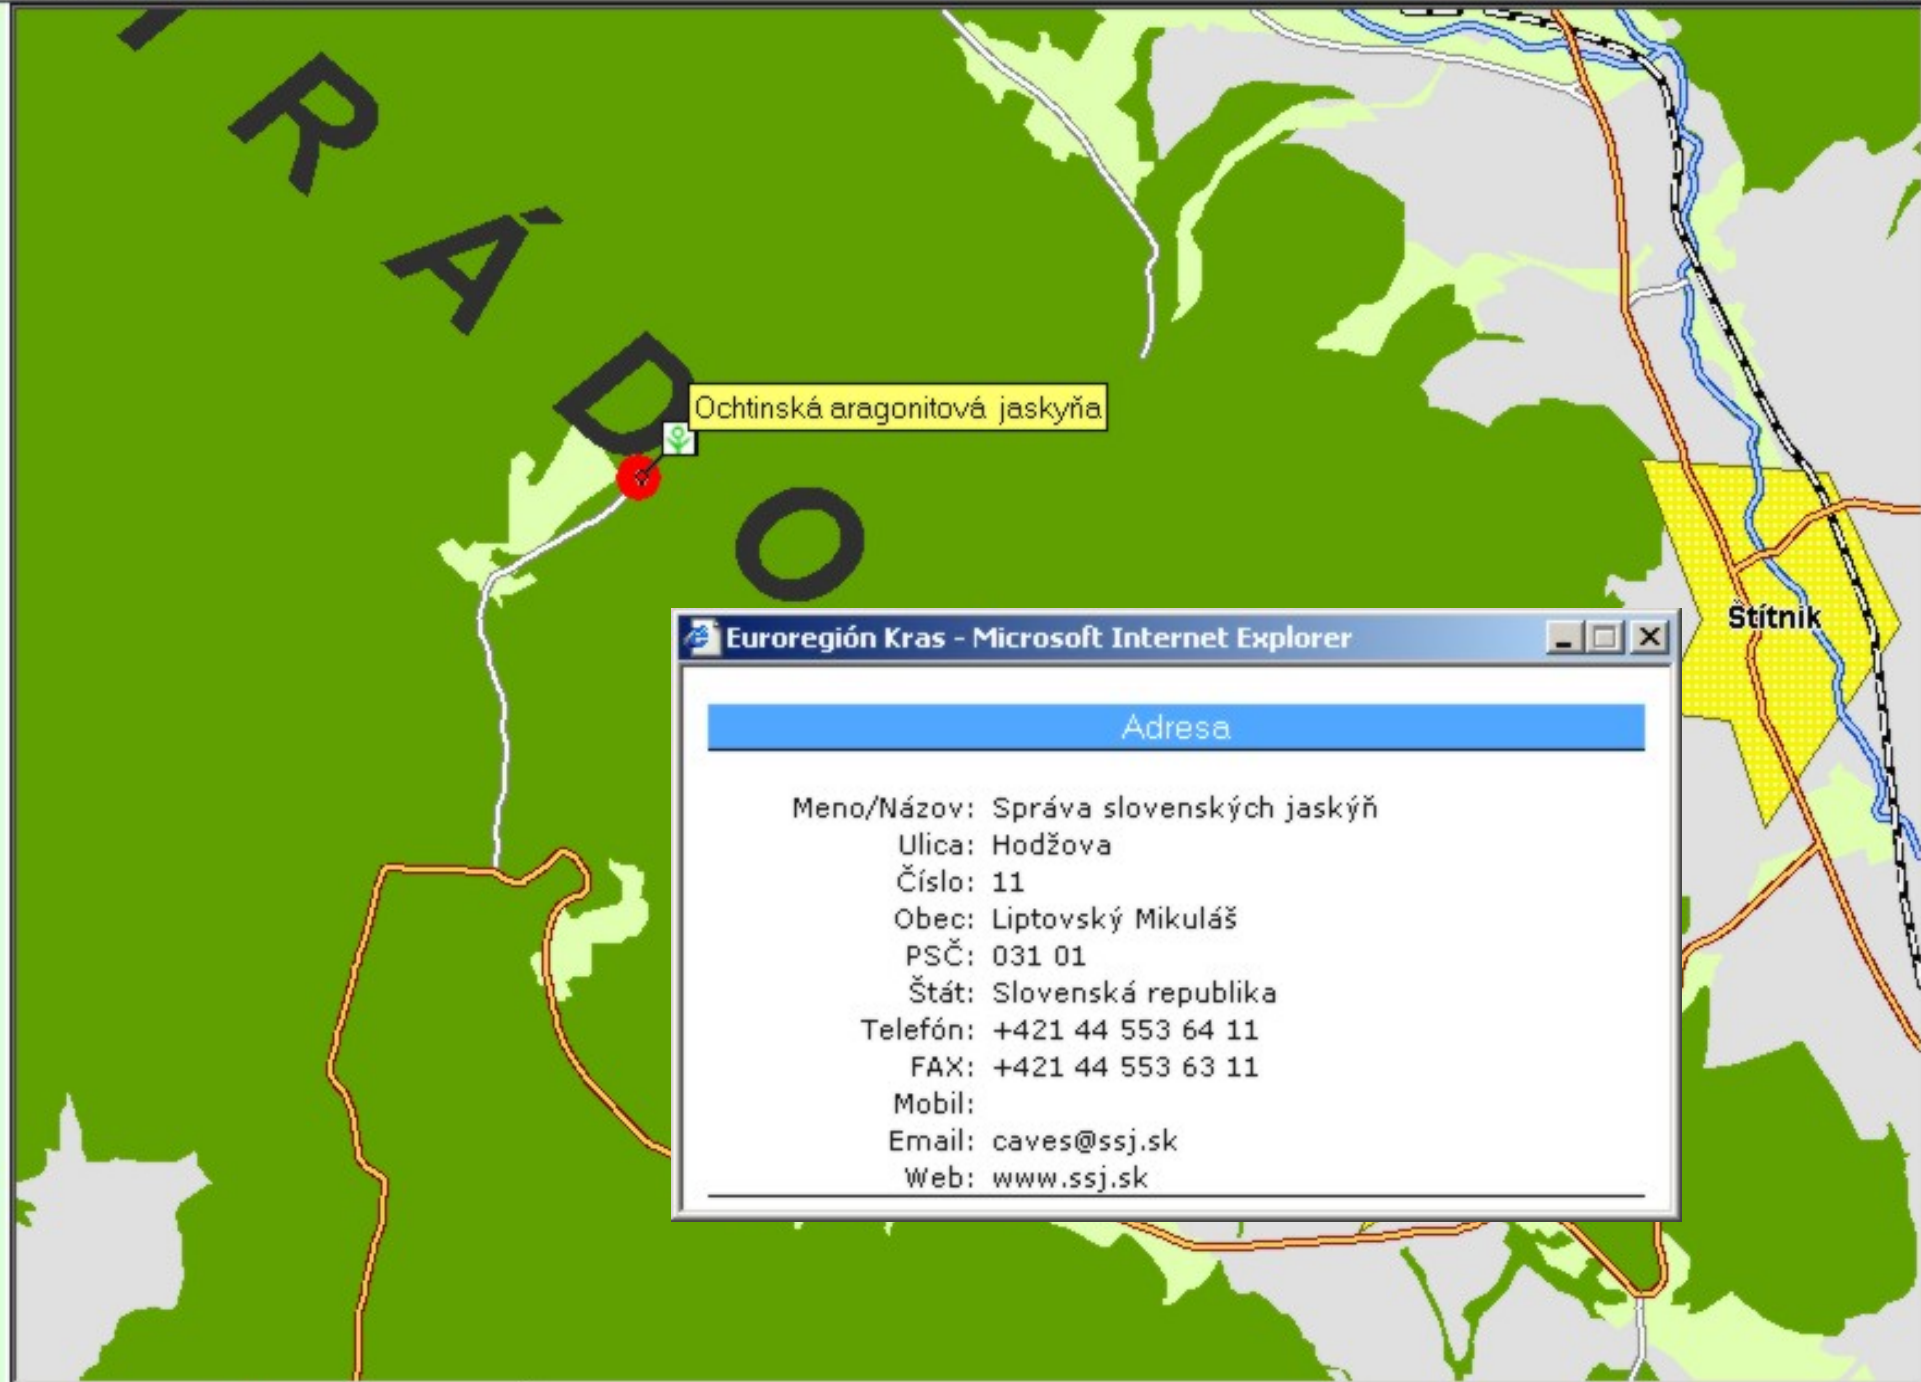 RÁDO
Ochtinská aragonitová jaskyňa
Štítnik
Euroregión Kras - Microsoft Internet Explorer
Adresa
Meno/Názov: Správa slovenských jaskýň
Ulica: Hodžova
Číslo: 11
Obec: Liptovský Mikuláš
PSČ: 031 01
Štát: Slovenská republika
Telefón: +421 44 553 64 11
FAX: +421 44 553 63 11
Mobil:
Email: caves@ssj.sk
Web: www.ssj.sk